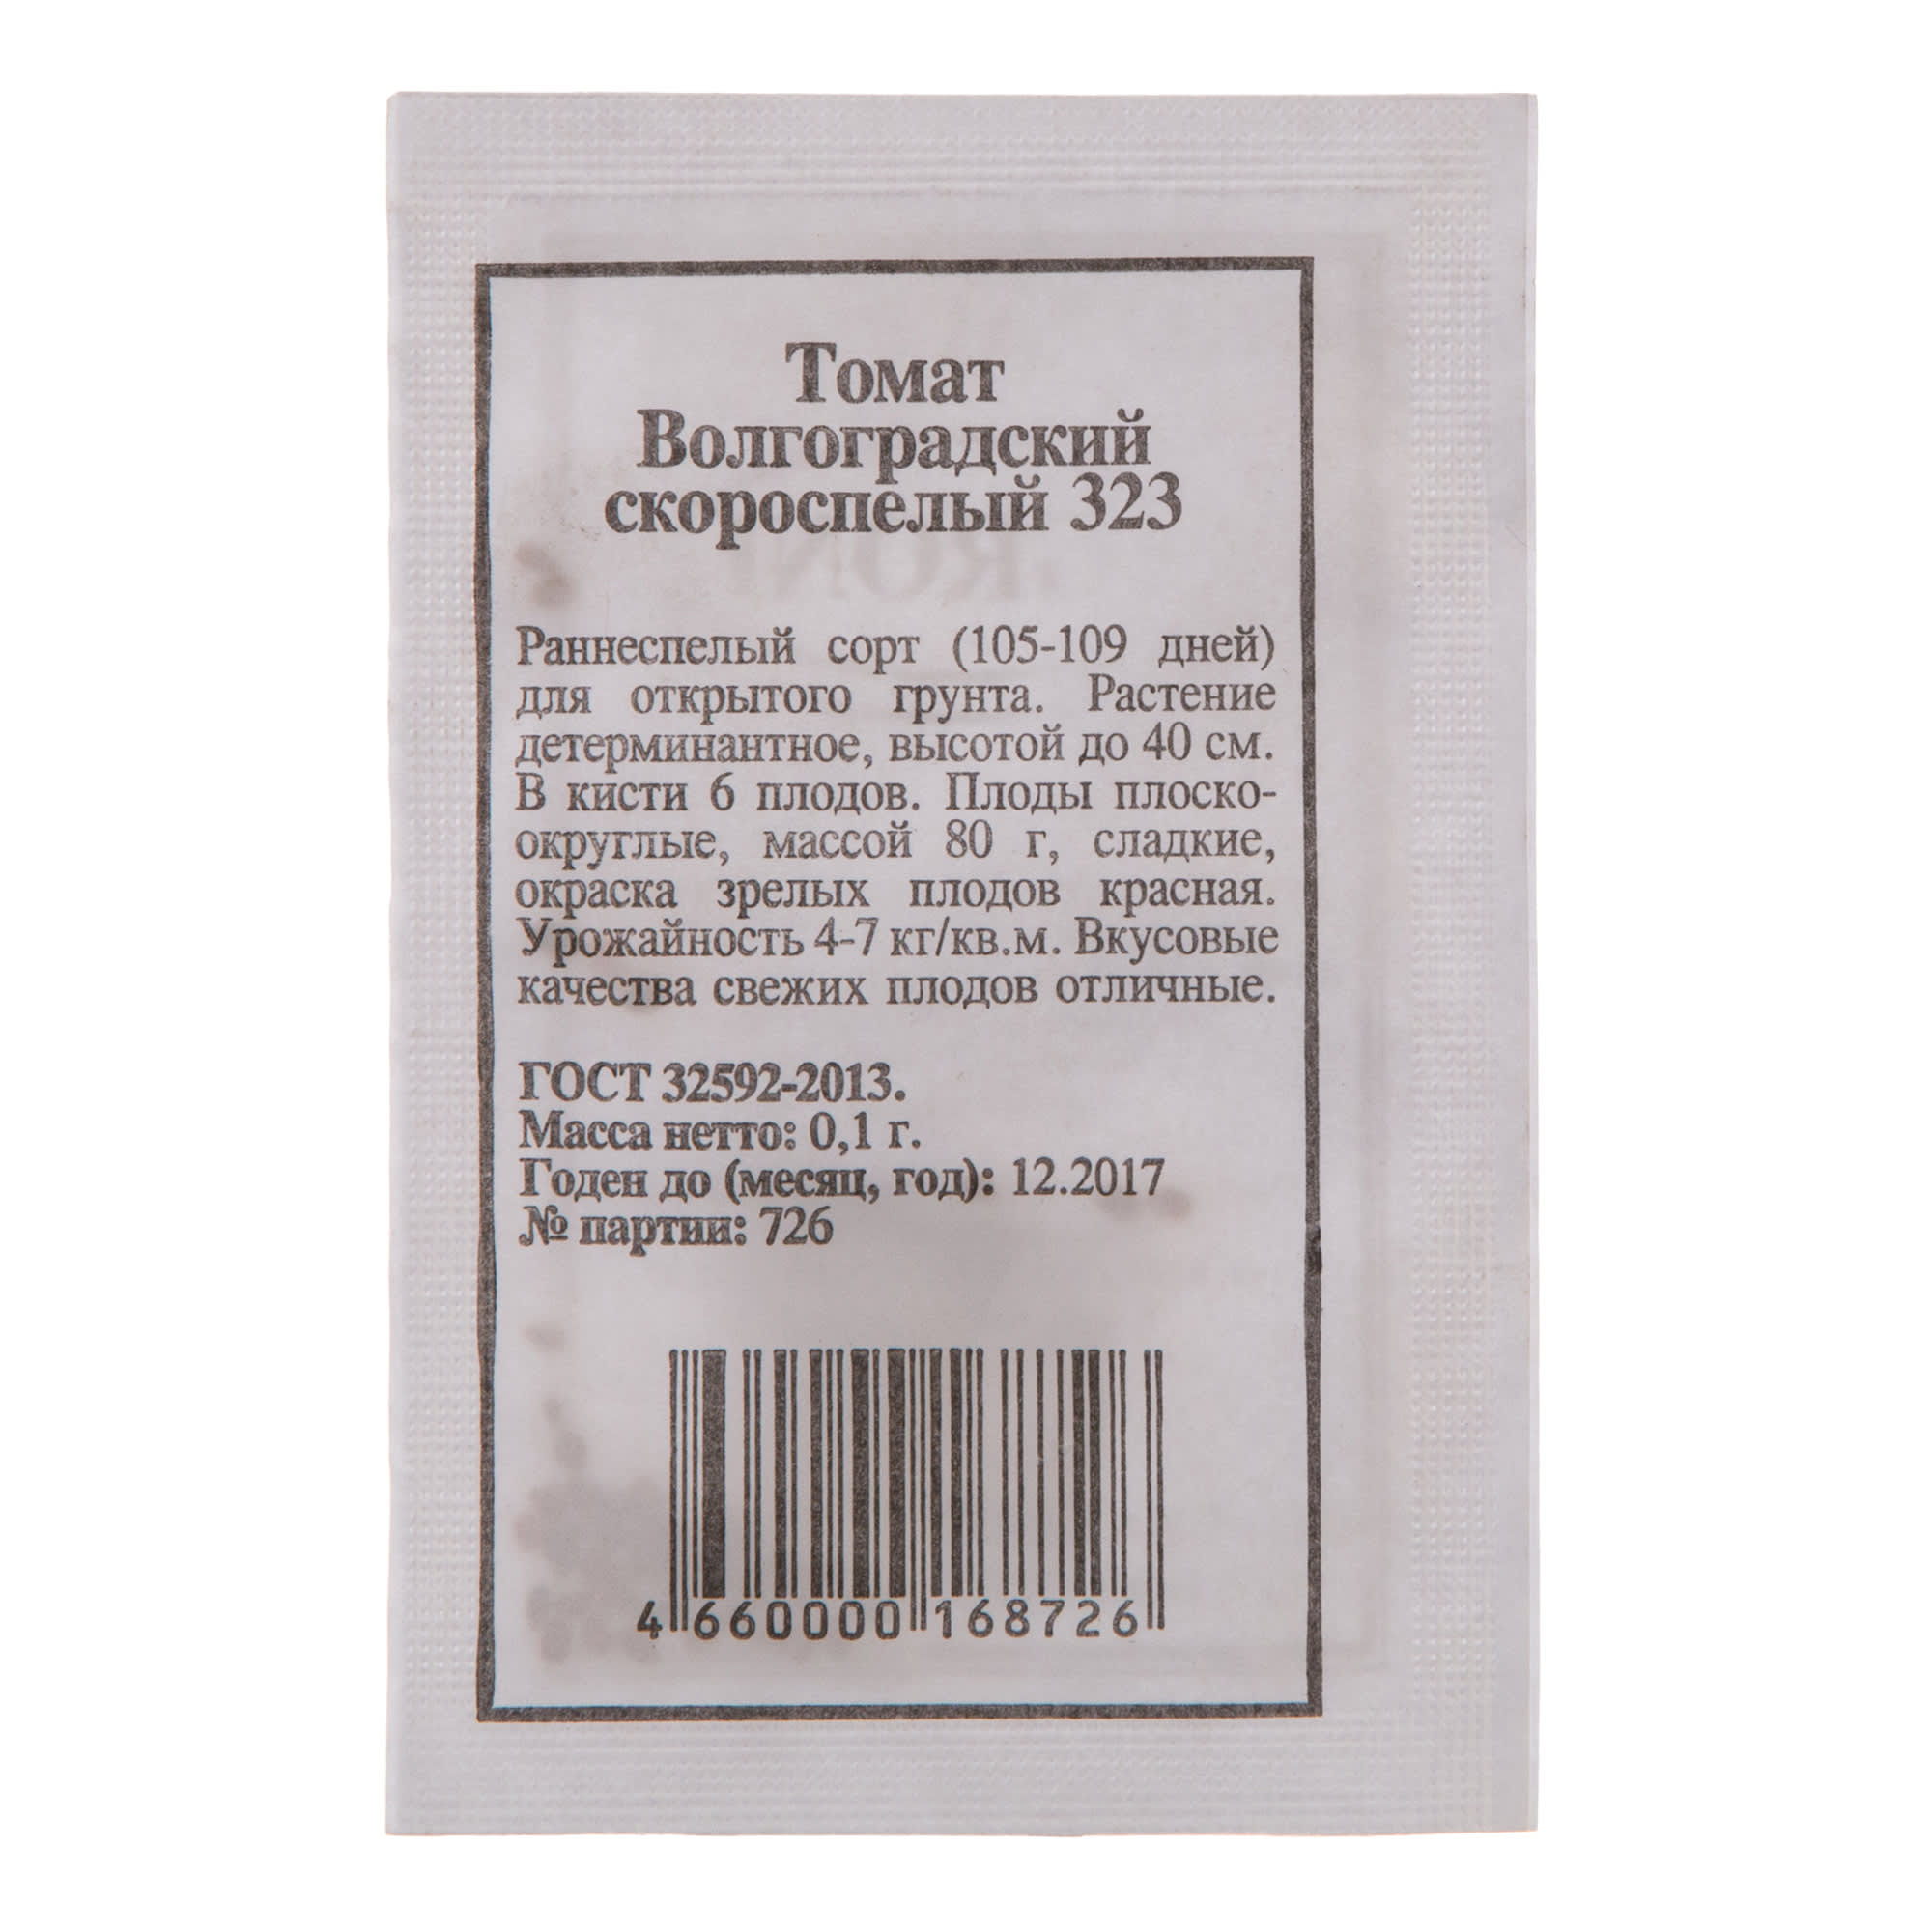 Томат
Волгоградский
скороспелый 323
Раннеспелый сорт (105-109 дней)
для открытого грунта. Растение
детерминантное, высотой до 40 см.
В кисти 6 плодов. Плоды плоско-
округлые, массой 80 г, сладкие,
окраска зрелых плодов красная.
Урожайность 4-7 кг/кв.м. Вкусовые
качества свежих плодов отличные.
ГОСТ 32592-2013.
Масса нетто: 0,1 г.
Годен до (месяц, год): 12.2017
№ партии: 726
4 660000 168726